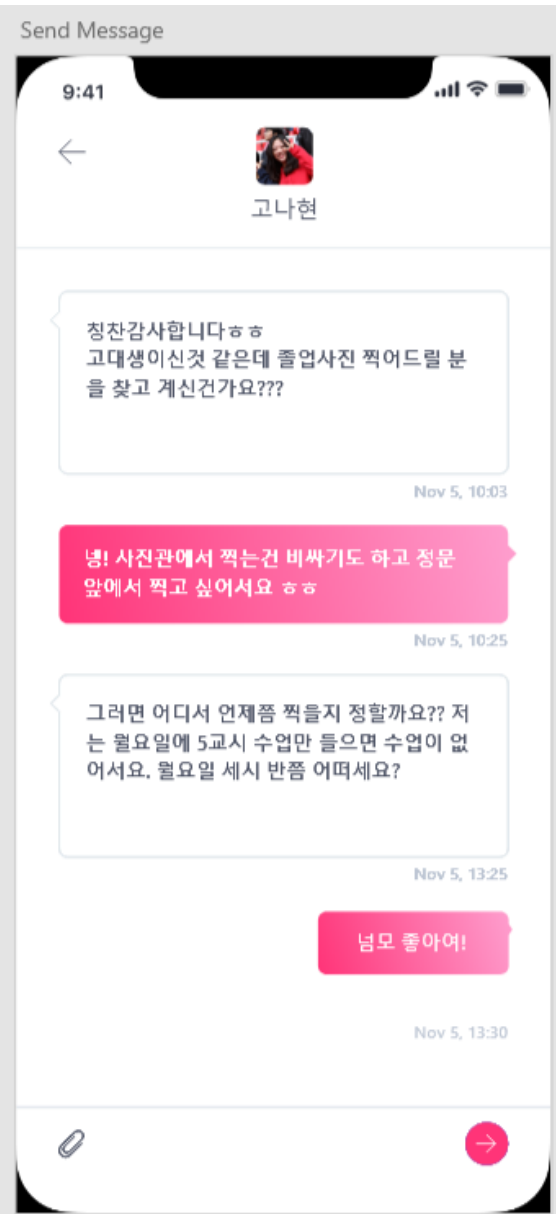 Send Message
9:41
고나현
칭찬감사합니다ㅎㅎ
고대생이신것 같은데 졸업사진 찍어드릴 분
을 찾고 계신건가요???
Nov 5, 10:03
넹! 사진관에서 찍는건 비싸기도 하고 정문
앞에서 찍고 싶어서요 ㅎㅎ
Nov 5, 10:25
그러면 어디서 언제쯤 찍을지 정할까요?? 저
는 월요일에 5교시 수업만 들으면 수업이 없
어서요. 월요일 세시 반쯤 어떠세요?
Nov 5, 13:25
넘모 좋아여!
Nov 5, 13:30